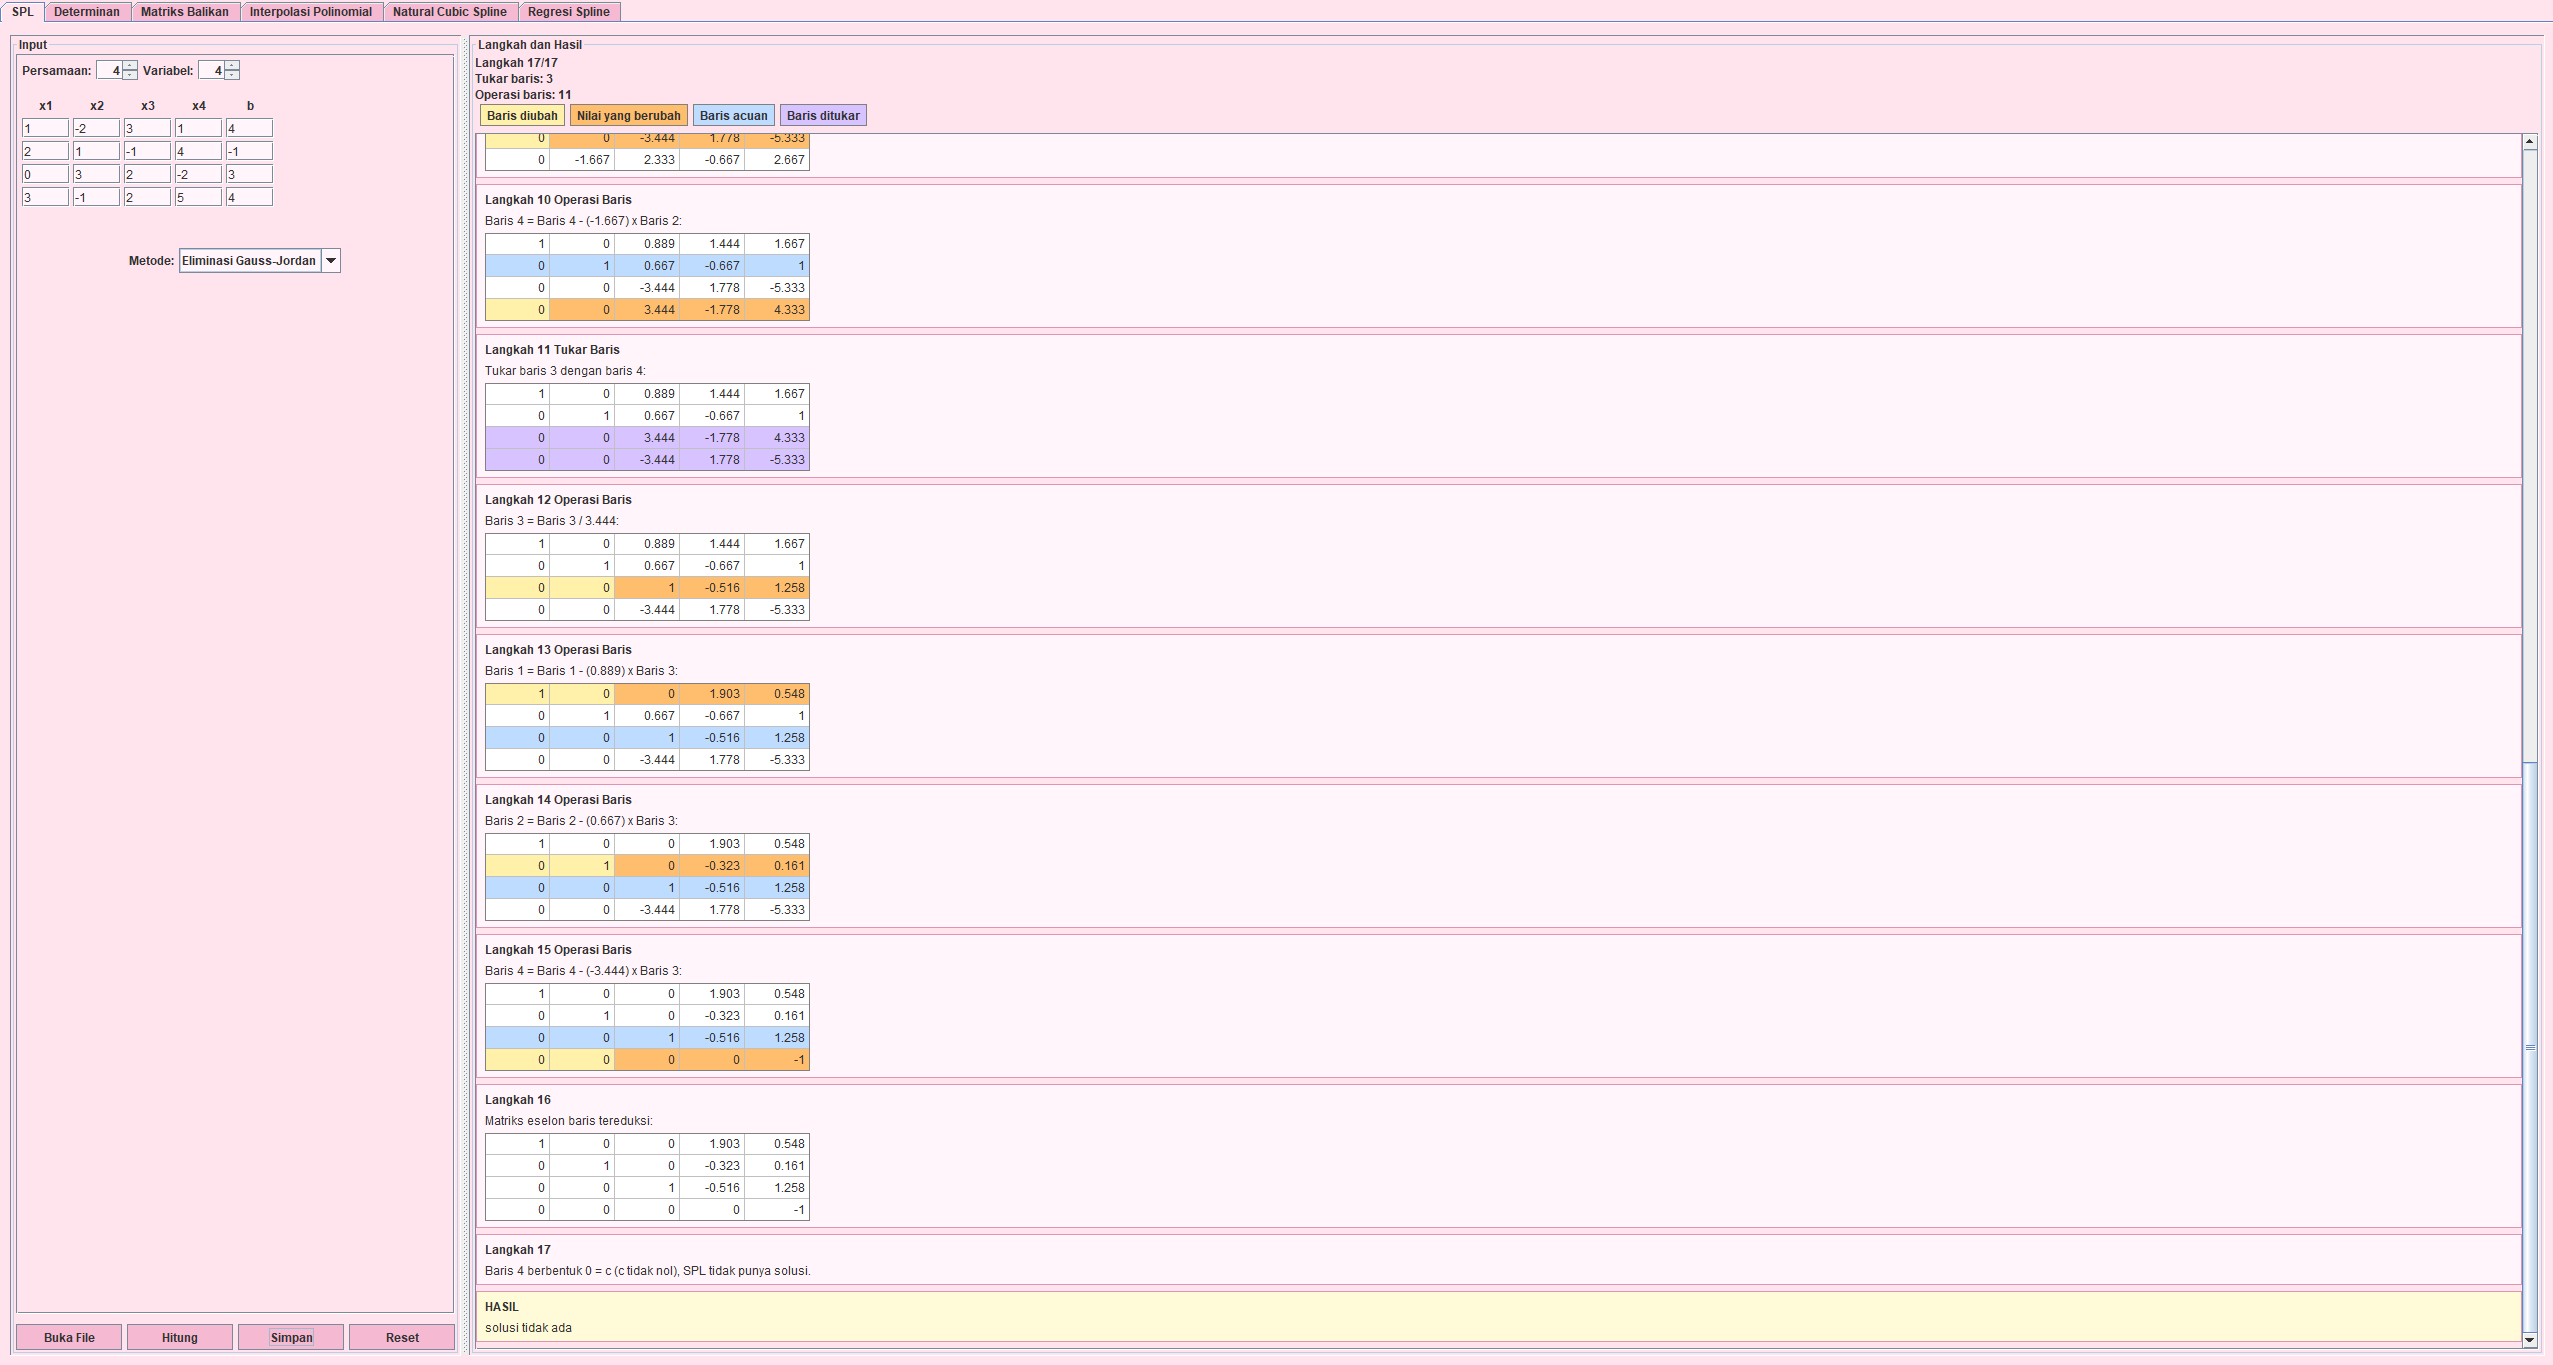 SPL Determinan Matriks Balikan Interpolasi Polinomial Natural Cubic Spline Regresi Spline
Input
Persamaan: 4 Variabel: 4
x1 x2 x3 x4 b
1 -2 3 1 4
2 1 -1 4 -1
0 3 2 -2 3
3 -1 2 5 4
Metode: Eliminasi Gauss-Jordan
Buka File Hitung Simpan Reset
Langkah dan Hasil
Langkah 17/17
Tukar baris: 3
Operasi baris: 11
Baris diubah Nilai yang berubah Baris acuan Baris ditukar
0 0 -3.444 1.778 -5.333
0 -1.667 2.333 -0.667 2.667
Langkah 10 Operasi Baris
Baris 4 = Baris 4 - (-1.667) x Baris 2:
1 0 0.889 1.444 1.667
0 1 0.667 -0.667 1
0 0 -3.444 1.778 -5.333
0 0 3.444 -1.778 4.333
Langkah 11 Tukar Baris
Tukar baris 3 dengan baris 4:
1 0 0.889 1.444 1.667
0 1 0.667 -0.667 1
0 0 3.444 -1.778 4.333
0 0 -3.444 1.778 -5.333
Langkah 12 Operasi Baris
Baris 3 = Baris 3 / 3.444:
1 0 0.889 1.444 1.667
0 1 0.667 -0.667 1
0 0 1 -0.516 1.258
0 0 -3.444 1.778 -5.333
Langkah 13 Operasi Baris
Baris 1 = Baris 1 - (0.889) x Baris 3:
1 0 0 1.903 0.548
0 1 0.667 -0.667 1
0 0 1 -0.516 1.258
0 0 -3.444 1.778 -5.333
Langkah 14 Operasi Baris
Baris 2 = Baris 2 - (0.667) x Baris 3:
1 0 0 1.903 0.548
0 1 0 -0.323 0.161
0 0 1 -0.516 1.258
0 0 -3.444 1.778 -5.333
Langkah 15 Operasi Baris
Baris 4 = Baris 4 - (-3.444) x Baris 3:
1 0 0 1.903 0.548
0 1 0 -0.323 0.161
0 0 1 -0.516 1.258
0 0 0 0 -1
Langkah 16
Matriks eselon baris tereduksi:
1 0 0 1.903 0.548
0 1 0 -0.323 0.161
0 0 1 -0.516 1.258
0 0 0 0 -1
Langkah 17
Baris 4 berbentuk 0 = c (c tidak nol), SPL tidak punya solusi.
HASIL
solusi tidak ada